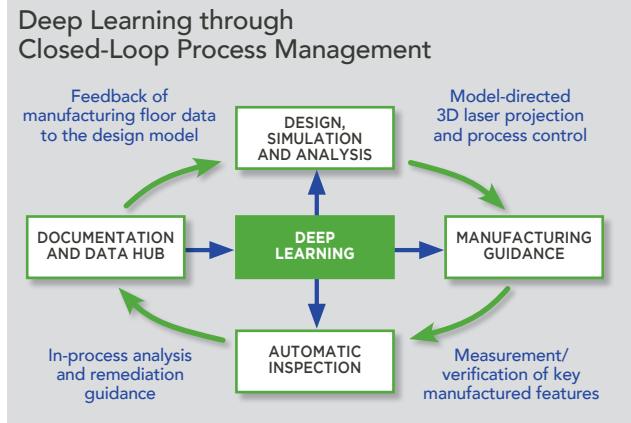 Deep Learning through
Closed-Loop Process Management
Feedback of
manufacturing floor data
to the design model
DESIGN,
SIMULATION
AND ANALYSIS
Model-directed
3D laser projection
and process control
DOCUMENTATION
AND DATA HUB
DEEP
LEARNING
MANUFACTURING
GUIDANCE
In-process analysis
and remediation
guidance
AUTOMATIC
INSPECTION
Measurement/
verification of key
manufactured features